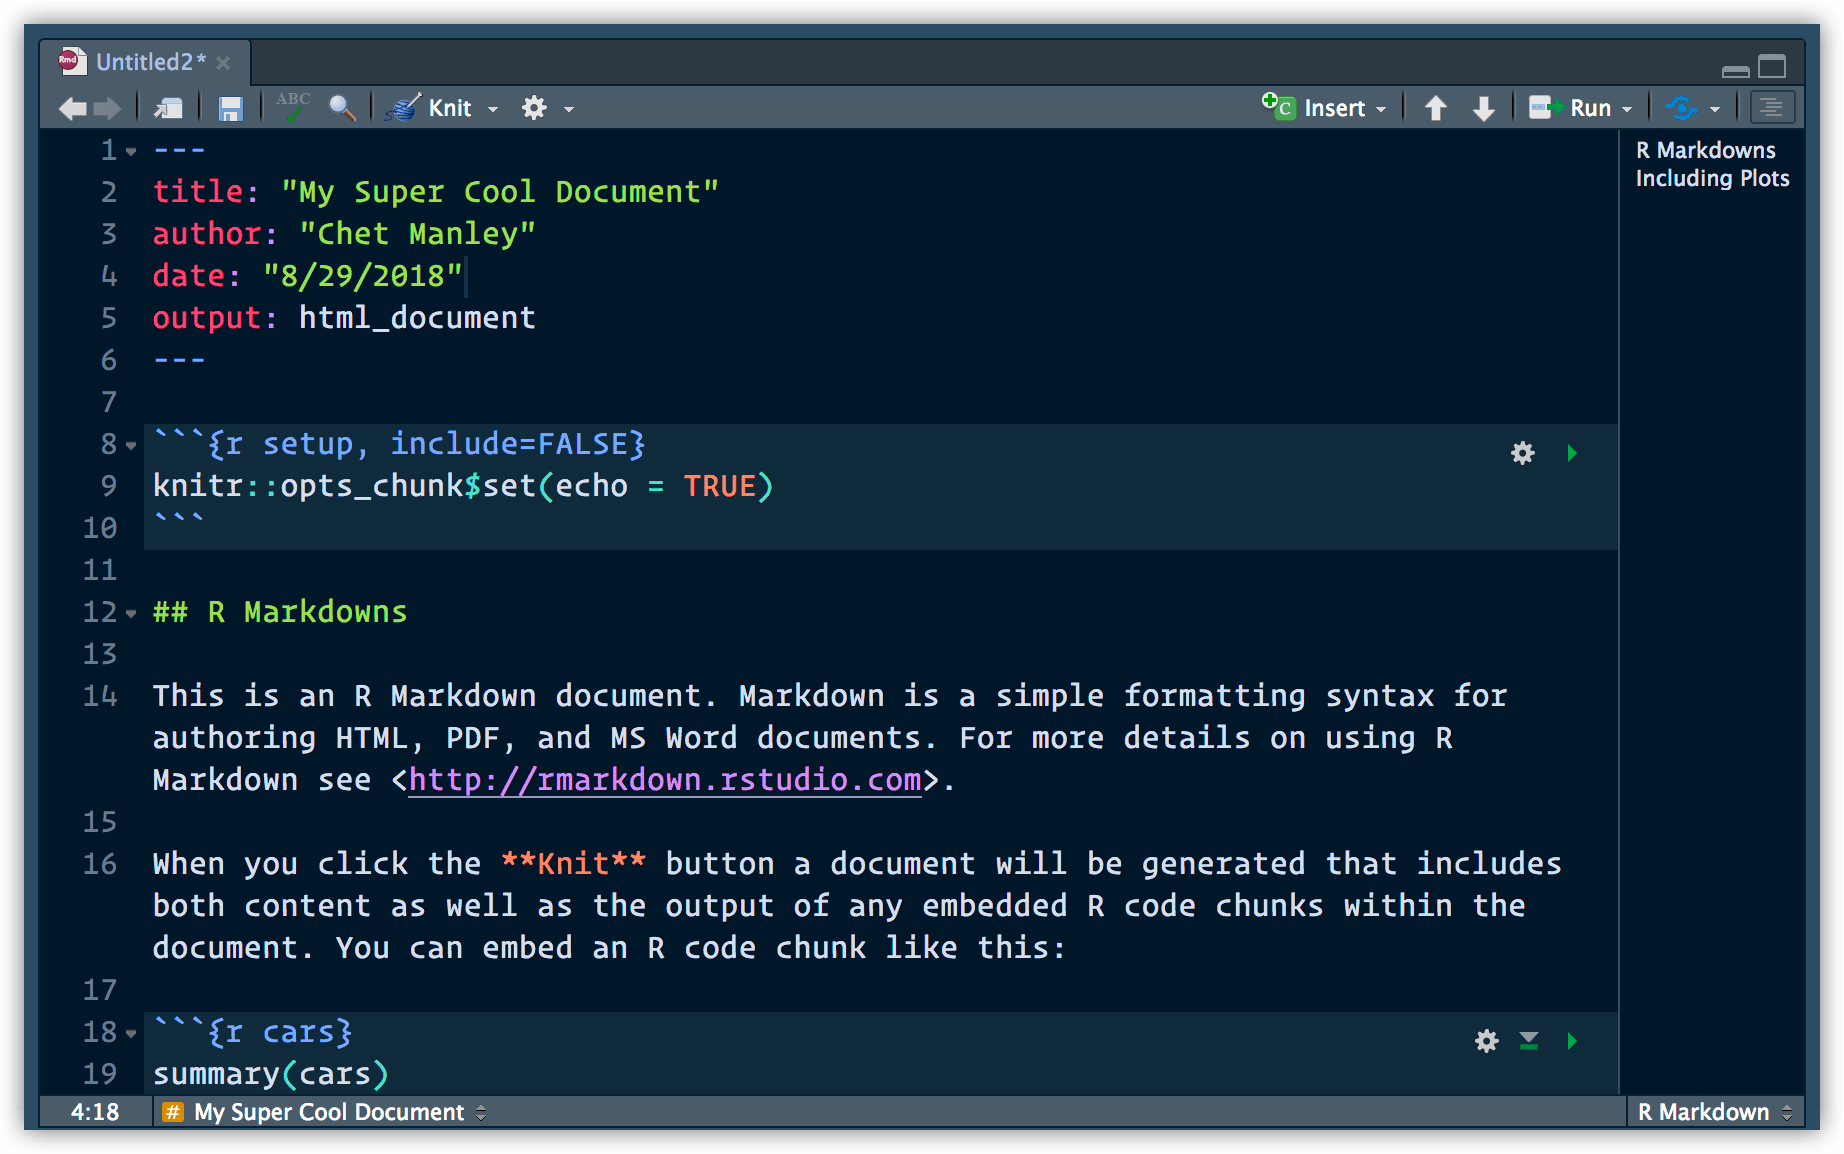 Rmd Untitled2* ×
ABC Knit Insert Run
1 ---
2 title: "My Super Cool Document"
3 author: "Chet Manley"
4 date: "8/29/2018"
5 output: html_document
6 ---
7
8 ```{r setup, include=FALSE}
9 knitr::opts_chunk$set(echo = TRUE)
10 ```
11
12 ## R Markdowns
13
14 This is an R Markdown document. Markdown is a simple formatting syntax for
authoring HTML, PDF, and MS Word documents. For more details on using R
Markdown see <http://rmarkdown.rstudio.com>.
15
16 When you click the **Knit** button a document will be generated that includes
both content as well as the output of any embedded R code chunks within the
document. You can embed an R code chunk like this:
17
18 ```{r cars}
19 summary(cars)
R Markdowns
Including Plots
4:18 # My Super Cool Document R Markdown